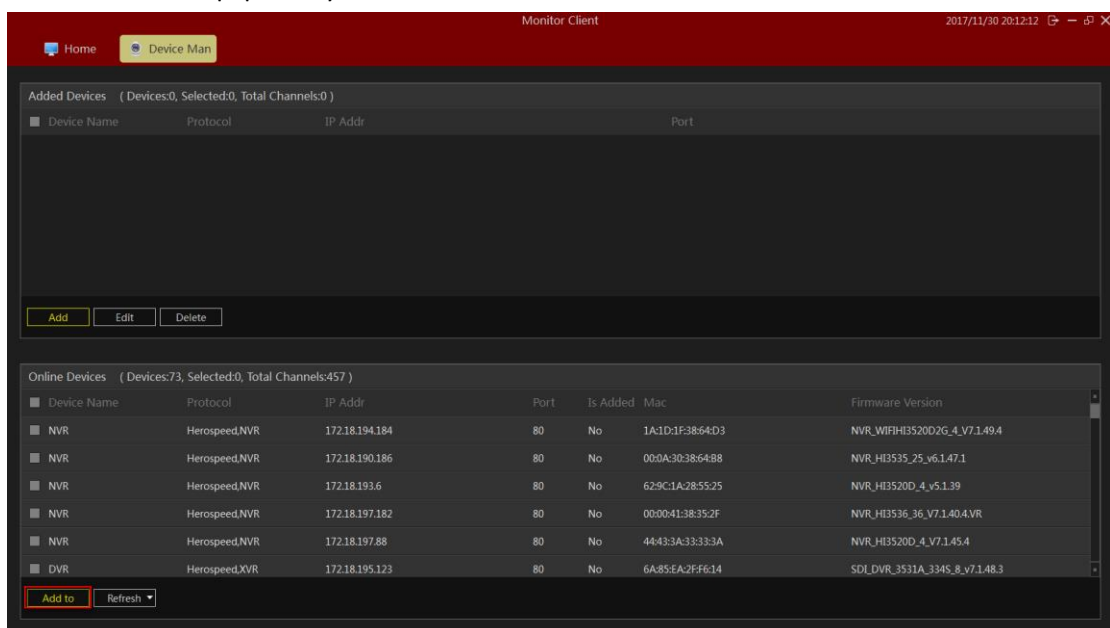 Monitor Client 2017/11/30 20:12:12
Home Device Man
Added Devices ( Devices:0, Selected:0, Total Channels:0 )
Device Name Protocol IP Addr Port
Add Edit Delete
Online Devices ( Devices:73, Selected:0, Total Channels:457 )
Device Name Protocol IP Addr Port Is Added Mac Firmware Version
NVR Herospeed,NVR 172.18.194.184 80 No 1A:1D:1F:38:64:D3 NVR_WIFIHI3520D2G_4_V7.1.49.4
NVR Herospeed,NVR 172.18.190.186 80 No 00:0A:30:38:64:B8 NVR_HI3535_25_v6.1.47.1
NVR Herospeed,NVR 172.18.193.6 80 No 62:9C:1A:28:55:25 NVR_HI3520D_4_v5.1.39
NVR Herospeed,NVR 172.18.197.182 80 No 00:00:41:38:35:2F NVR_HI3536_36_V7.1.40.4.VR
NVR Herospeed,NVR 172.18.197.88 80 No 44:43:3A:33:33:3A NVR_HI3520D_4_V7.1.45.4
DVR Herospeed,XVR 172.18.195.123 80 No 6A:85:EA:2F:F6:14 SDI_DVR_3531A_334S_8_v7.1.48.3
Add to Refresh